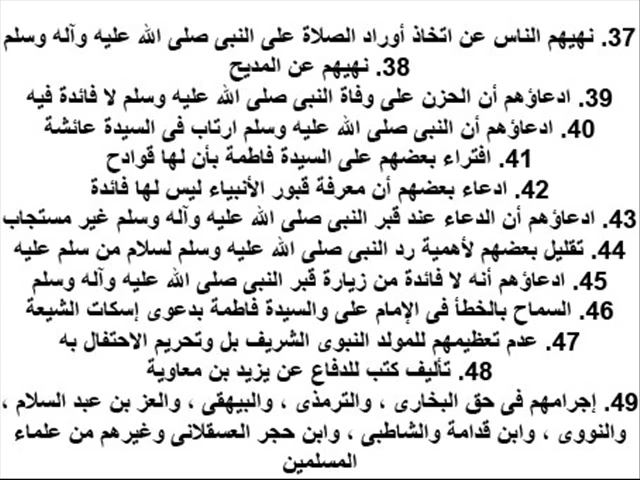 37. نهيهم الناس عن اتخاذ أوراد الصلاة على النبى صلى الله عليه وآله وسلم
38. نهيهم عن المديح
39. ادعاؤهم أن الحزن على وفاة النبى صلى الله عليه وسلم لا فائدة فيه
40. ادعاؤهم أن النبى صلى الله عليه وسلم ارتاب فى السيدة عائشة
41. افتراء بعضهم على السيدة فاطمة بأن لها قوادح
42. ادعاء بعضهم أن معرفة قبور الأنبياء ليس لها فائدة
43. ادعاؤهم أن الدعاء عند قبر النبى صلى الله عليه وآله وسلم غير مستجاب
44. تقليل بعضهم لأهمية رد النبى صلى الله عليه وسلم لسلام من سلم عليه
45. ادعاؤهم أنه لا فائدة من زيارة قبر النبى صلى الله عليه وآله وسلم
46. السماح بالخطأ فى الإمام على والسيدة فاطمة بدعوى إسكات الشيعة
47. عدم تعظيمهم للمولد النبوى الشريف بل وتحريم الاحتفال به
48. تأليف كتب للدفاع عن يزيد بن معاوية
49. إجرامهم فى حق البخارى ، والترمذى ، والبيهقى ، والعز بن عبد السلام ،
والنووى ، وابن قدامة والشاطبى ، وابن حجر العسقلانى وغيرهم من علماء
المسلمين